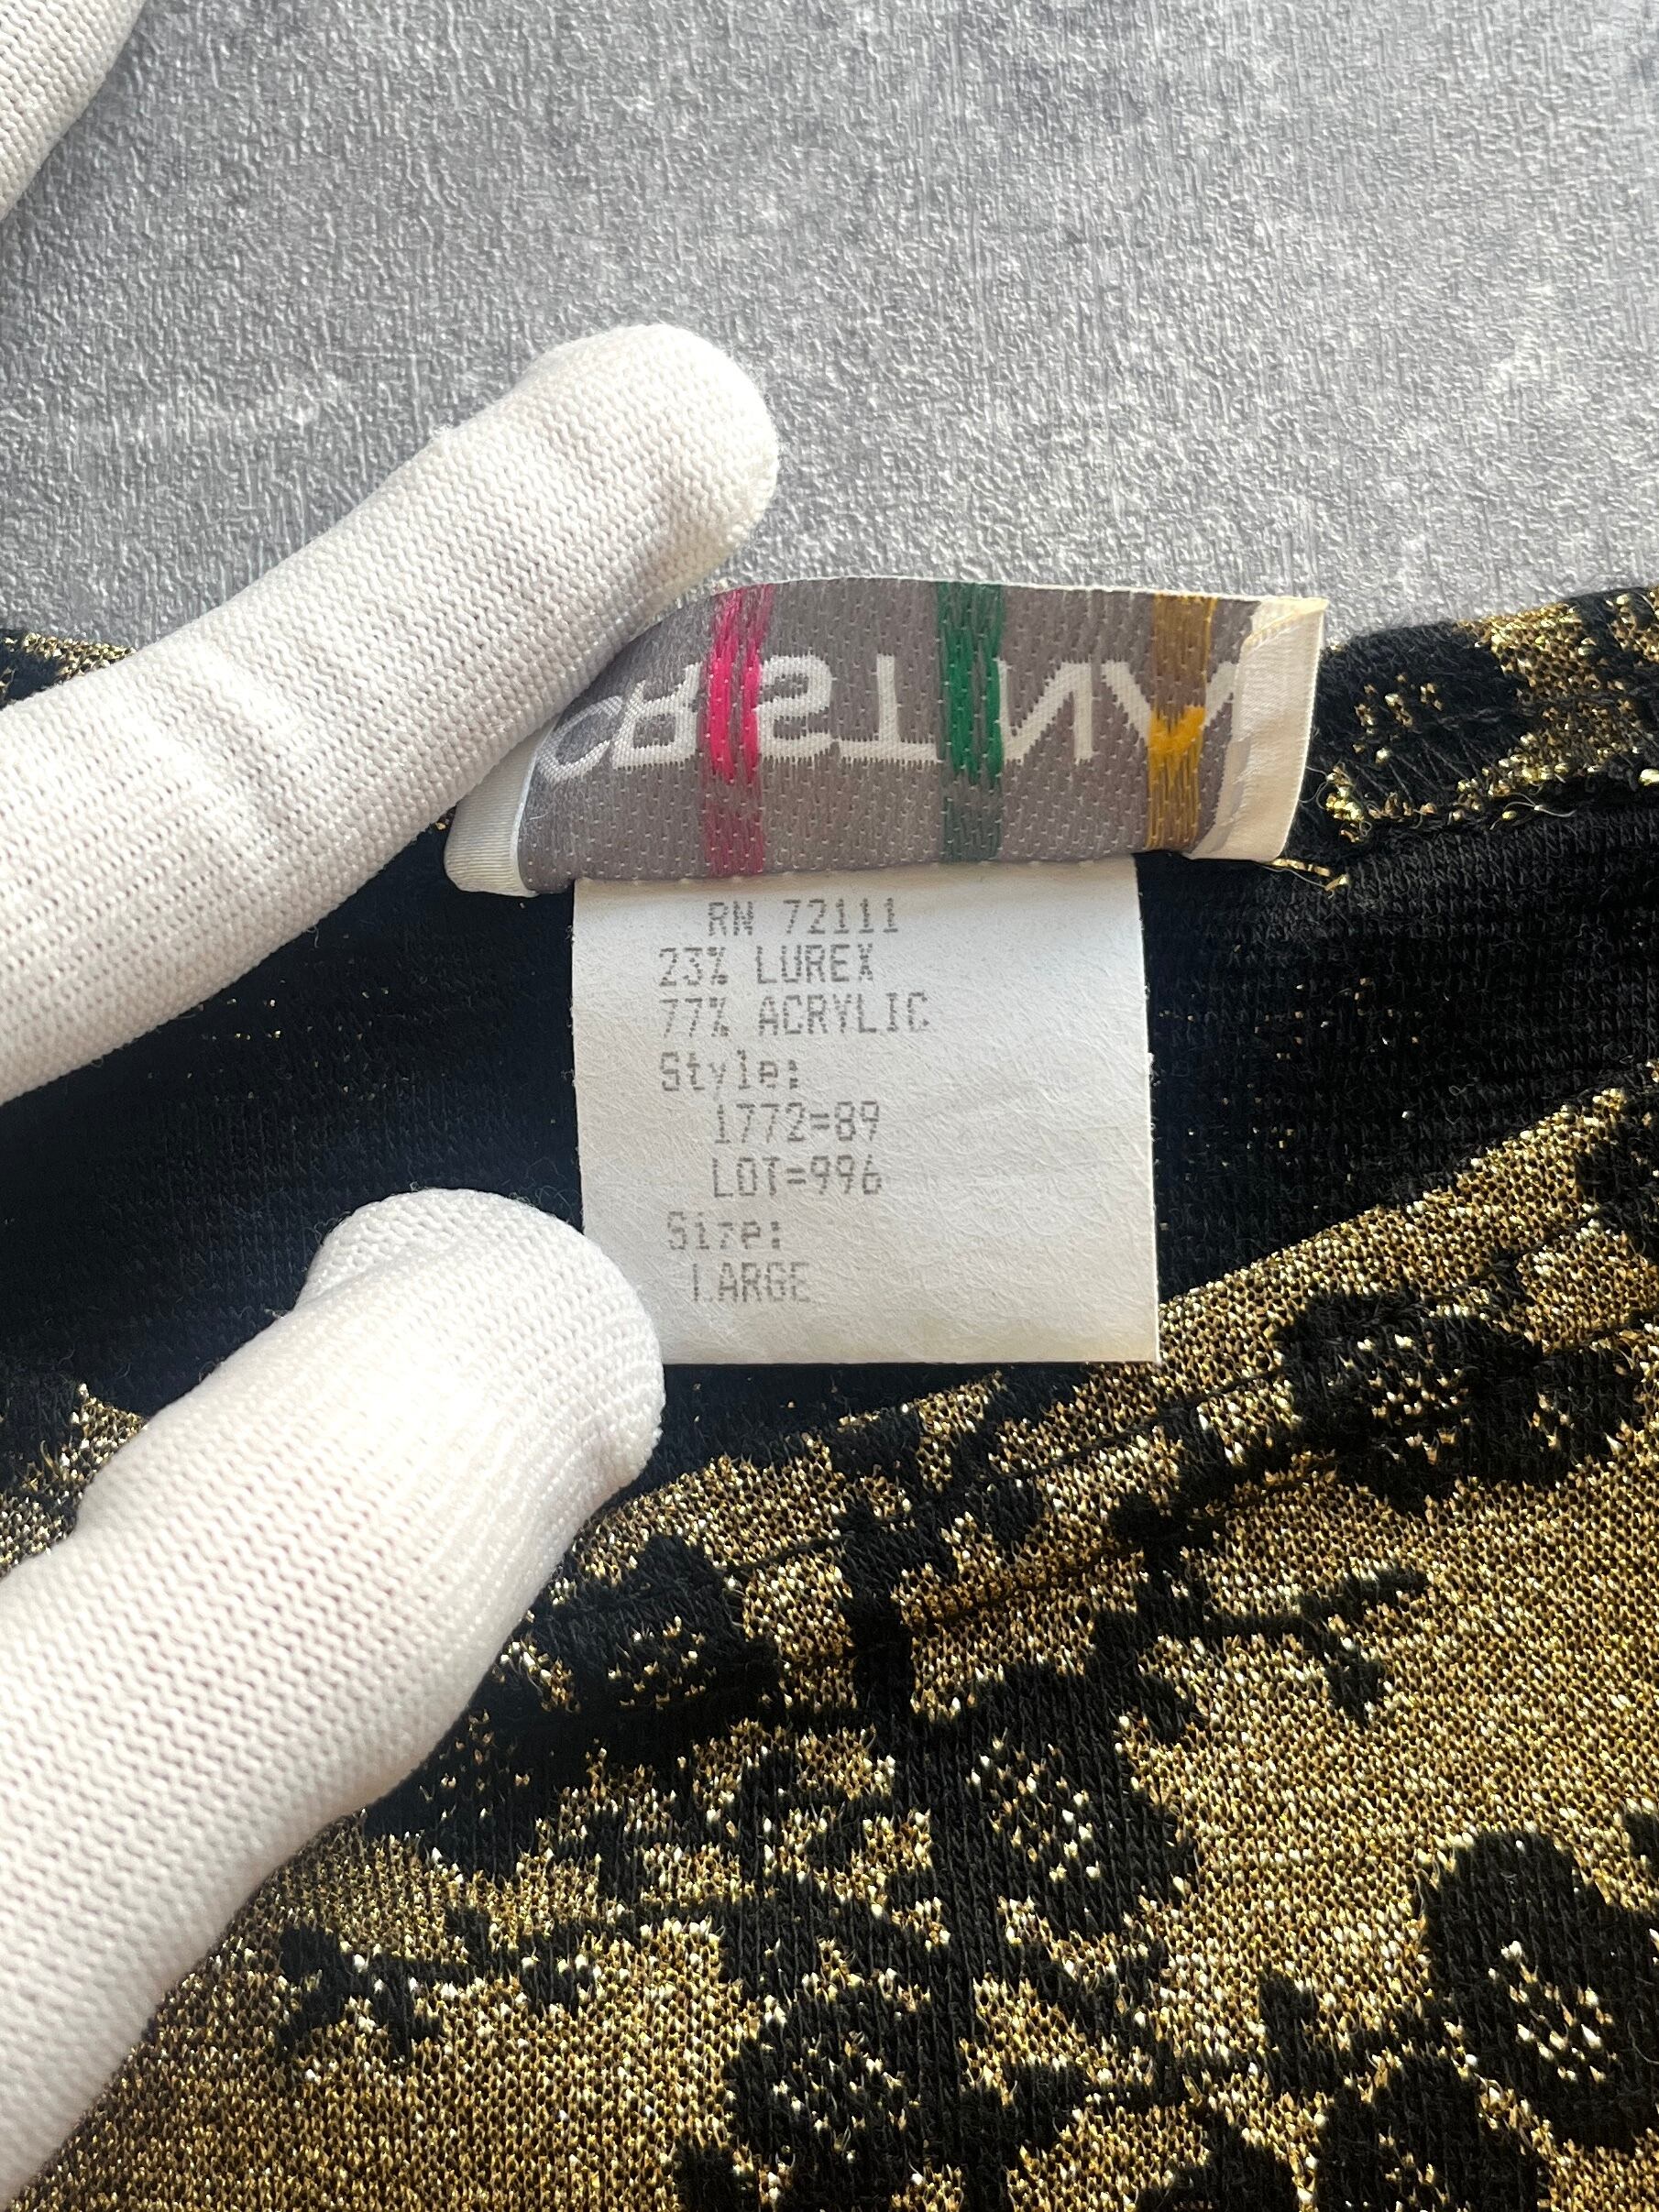 RN 72111
23% LUREX
77% ACRYLIC
Style:
1772=89
LOT=996
Size:
LARGE